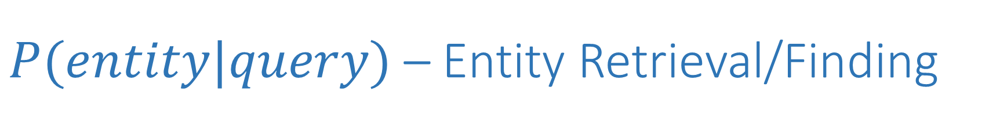 P(entity|query) – Entity Retrieval/Finding